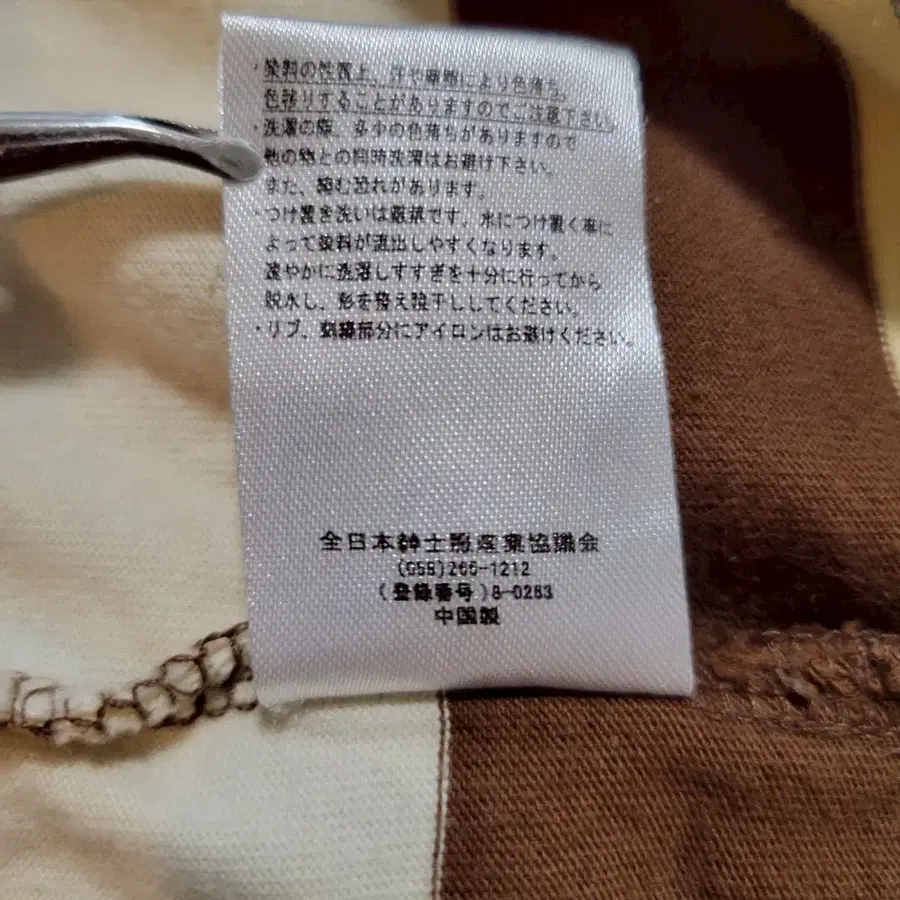 ・染料の性質上、汗や摩擦により色落ち、
色移りすることがありますのでご注意下さい。
・洗濯の際、多少の色落ちがありますので
他の物との同時洗濯はお避け下さい。
また、縮む恐れがあります。
・つけ置き洗いは厳禁です、水につけ置く事に
よって染料が流出しやすくなります。
速やかに洗濯しすすぎを十分に行ってから
脱水し、形を整え陰干ししてください。
・リブ、刺繍部分にアイロンはお避けください。
全日本紳士服産業協議会
(058)266-1212
(登録番号)8-0283
中国製